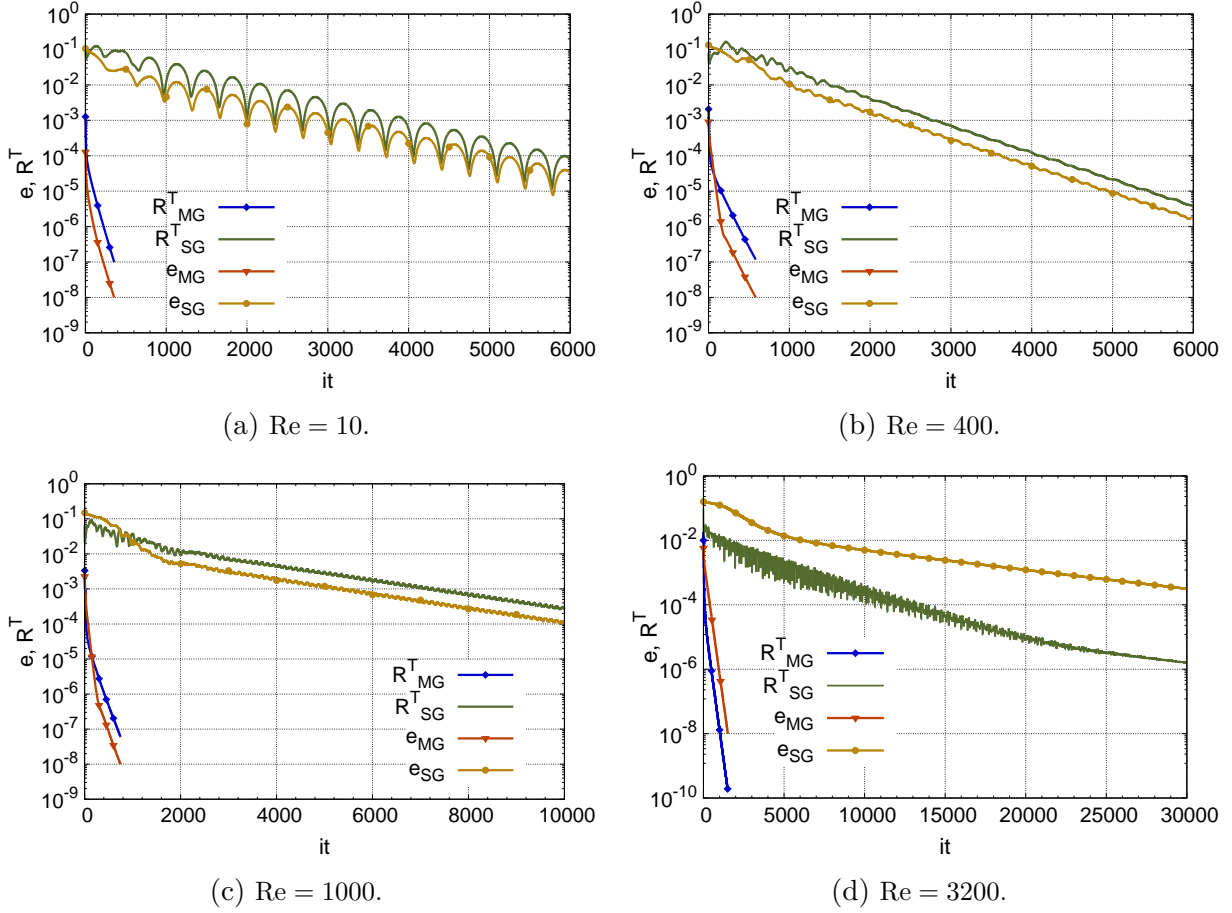 10^0
10^-1
10^-2
10^-3
10^-4
10^-5
10^-6
10^-7
10^-8
10^-9
e, R^T
R^T_MG
R^T_SG
e_MG
e_SG
0 1000 2000 3000 4000 5000 6000
it
(a) Re = 10.
10^0
10^-1
10^-2
10^-3
10^-4
10^-5
10^-6
10^-7
10^-8
10^-9
e, R^T
R^T_MG
R^T_SG
e_MG
e_SG
0 1000 2000 3000 4000 5000 6000
it
(b) Re = 400.
10^0
10^-1
10^-2
10^-3
10^-4
10^-5
10^-6
10^-7
10^-8
10^-9
e, R^T
R^T_MG
R^T_SG
e_MG
e_SG
0 2000 4000 6000 8000 10000
it
(c) Re = 1000.
10^0
10^-2
10^-4
10^-6
10^-8
10^-10
e, R^T
R^T_MG
R^T_SG
e_MG
e_SG
0 5000 10000 15000 20000 25000 30000
it
(d) Re = 3200.